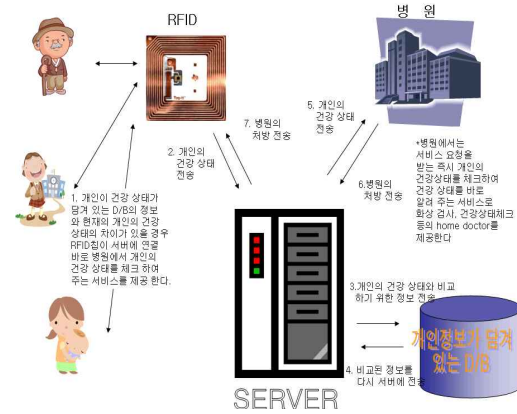 RFID
병 원
7. 병원의
처방 전송
5. 개인의
건강 상태
전송
2. 개인의
건강 상태
전송
6.병원의
처방 전송
+병원에서는
서비스 요청을
받는 즉시 개인의
건강상태를 체크하여
건강 상태를 바로
알려 주는 서비스로
화상 검사, 건강상태체크
등의 home doctor를
제공한다
1. 개인이 건강 상태가
담겨 있는 D/B의 정보
와 현재의 개인의 건강
상태의 차이가 있을 경우
RFID칩이 서버에 연결
바로 병원에서 개인의
건강 상태를 체크 하여
주는 서비스를 제공 한다.
3.개인의 건강 상태와 비교
하기 위한 정보 전송
개인정보가 담겨
있는 D/B
4. 비교된 정보를
다시 서버에 전송
SERVER